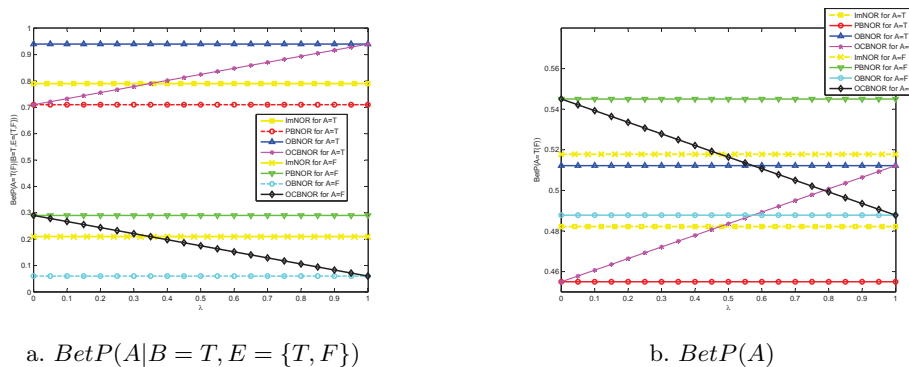 1
0.9
0.8
0.7
0.6
0.5
0.4
0.3
0.2
0.1
0
BetP(A=T(F)|B=T,E={T,F})
0 0.1 0.2 0.3 0.4 0.5 0.6 0.7 0.8 0.9 1
λ
ImNOR for A=T
PBNOR for A=T
OBNOR for A=T
OCBNOR for A=T
ImNOR for A=F
PBNOR for A=F
OBNOR for A=F
OCBNOR for A=F
a. BetP(A|B = T, E = {T, F})
0.56
0.54
0.52
0.5
0.48
0.46
BetP(A=T(F))
0 0.1 0.2 0.3 0.4 0.5 0.6 0.7 0.8 0.9 1
λ
ImNOR for A=T
PBNOR for A=T
OBNOR for A=T
OCBNOR for A=T
ImNOR for A=F
PBNOR for A=
OBNOR for A=F
OCBNOR for A=F
b. BetP(A)